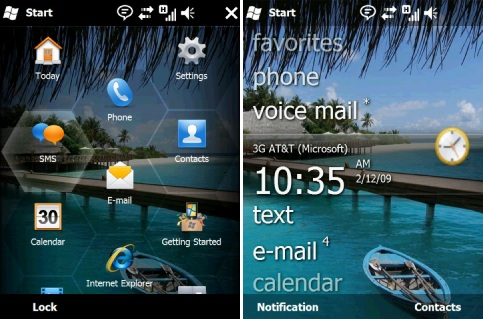 Start
H
Today
Settings
Phone
SMS
Contacts
E-mail
30
Calendar
Getting Started
Internet Explorer
Lock
Start
H
favorites
phone
voice mail *
3G AT&T (Microsoft)
10:35 AM
2/12/09
text
e-mail 4
calendar
Notification Contacts